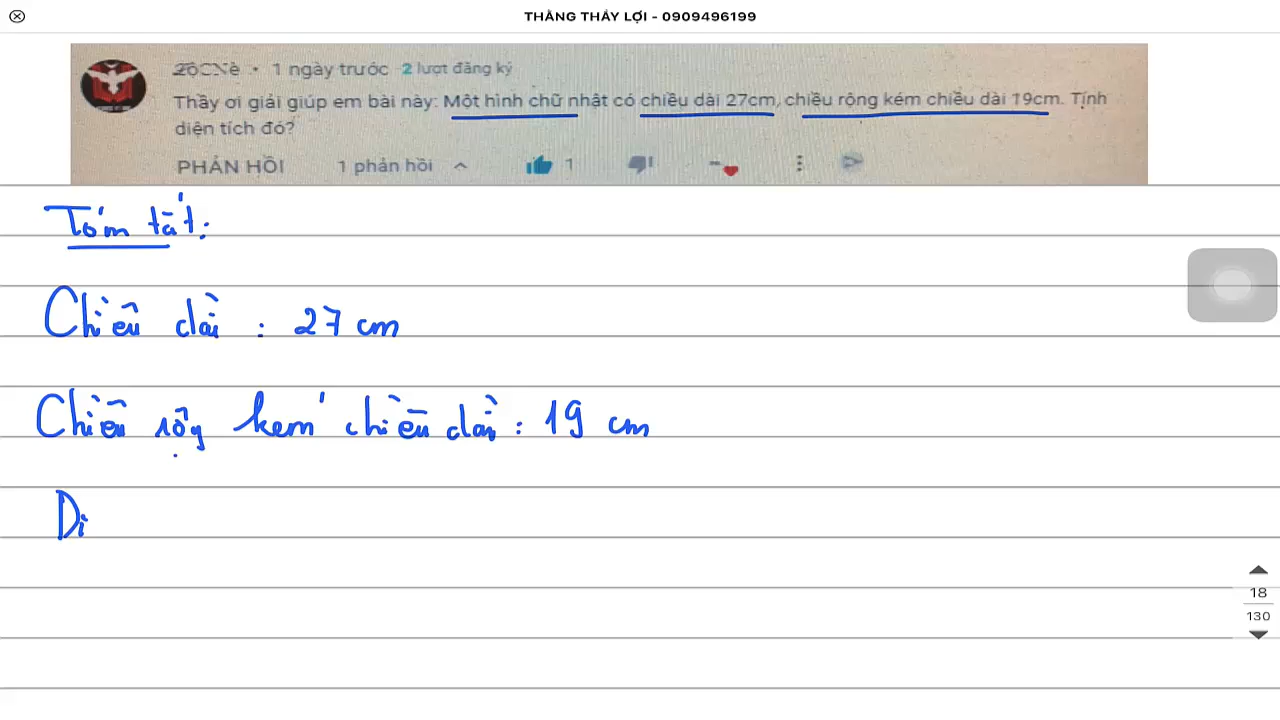 THẮNG THẦY LỢI - 0909496199
1 ngày trước 2 lượt đăng ký
Thầy ơi giải giúp em bài này: Một hình chữ nhật có chiều dài 27cm, chiều rộng kém chiều dài 19cm. Tính
diện tích đó?
PHẢN HỒI 1 phản hồi 1
Tóm tắt:
Chiều dài : 27 cm
Chiều rộng kém chiều dài : 19 cm
Di
18
130